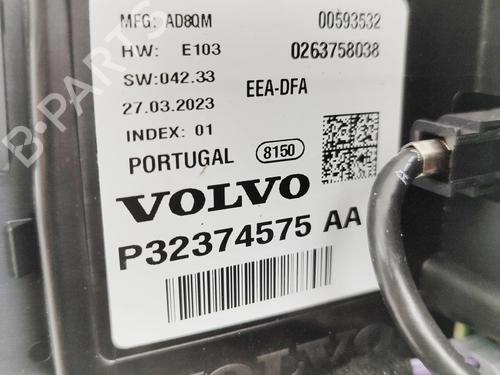 MFG: AD8QM 00593532
HW: E103 0263758038
SW:042.33
27.03.2023 EEA-DFA
INDEX: 01
PORTUGAL 8150
VOLVO
P32374575 AA
VOLVO
B-PARTS